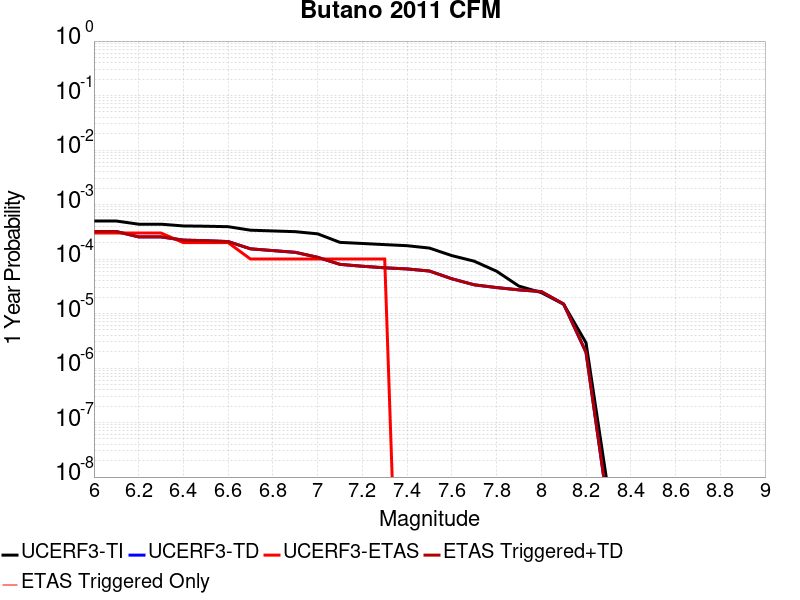 Butano 2011 CFM
1 Year Probability
10^0
10^-1
10^-2
10^-3
10^-4
10^-5
10^-6
10^-7
10^-8
6 6.2 6.4 6.6 6.8 7 7.2 7.4 7.6 7.8 8 8.2 8.4 8.6 8.8 9
Magnitude
UCERF3-TI UCERF3-TD UCERF3-ETAS ETAS Triggered+TD
ETAS Triggered Only